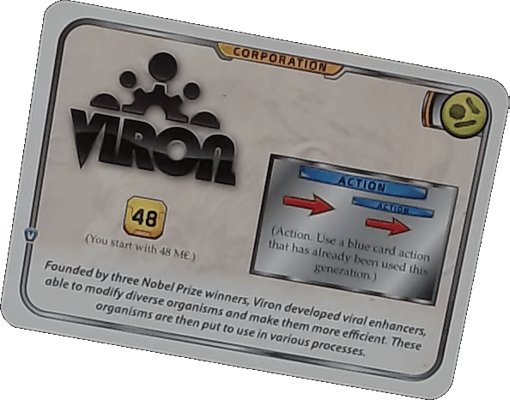 CORPORATION
VIRON
48
(You start with 48 M€.)
ACTION
ACTION
(Action: Use a blue card action
that has already been used this
generation.)
V
Founded by three Nobel Prize winners, Viron developed viral enhancers,
able to modify diverse organisms and make them more efficient. These
organisms are then put to use in various processes.